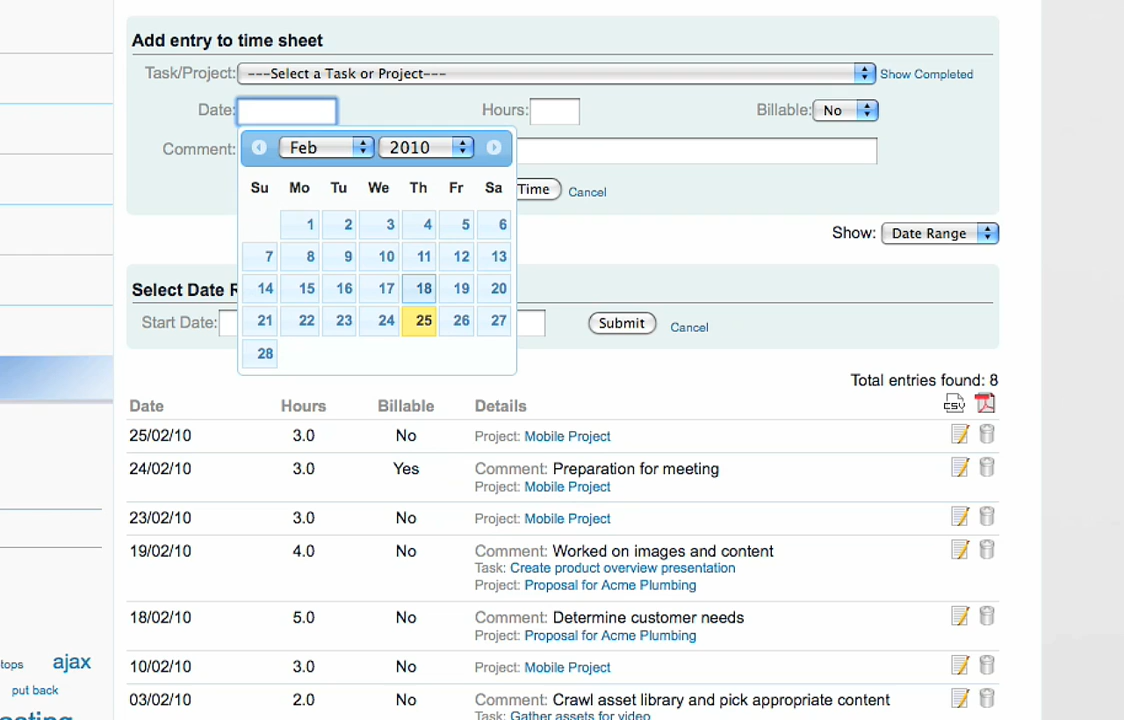 Add entry to time sheet
Task/Project: ---Select a Task or Project--- Show Completed
Date: Hours: Billable: No
Comment:
Feb 2010
Su Mo Tu We Th Fr Sa
1 2 3 4 5 6
7 8 9 10 11 12 13
14 15 16 17 18 19 20
21 22 23 24 25 26 27
28
Time Cancel
Show: Date Range
Select Date R
Start Date: Submit Cancel
Total entries found: 8
CSV
Date Hours Billable Details
25/02/10 3.0 No Project: Mobile Project
24/02/10 3.0 Yes Comment: Preparation for meeting
Project: Mobile Project
23/02/10 3.0 No Project: Mobile Project
19/02/10 4.0 No Comment: Worked on images and content
Task: Create product overview presentation
Project: Proposal for Acme Plumbing
18/02/10 5.0 No Comment: Determine customer needs
Project: Proposal for Acme Plumbing
10/02/10 3.0 No Project: Mobile Project
03/02/10 2.0 No Comment: Crawl asset library and pick appropriate content
Task: Gather assets for video
tops ajax
put back